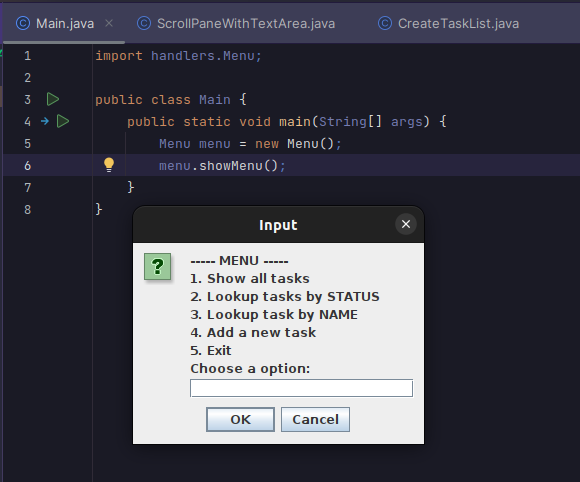 Main.java
ScrollPaneWithTextArea.java
CreateTaskList.java
1 import handlers.Menu;
2
3 public class Main {
4 public static void main(String[] args) {
5 Menu menu = new Menu();
6 menu.showMenu();
7 }
8 }
Input
----- MENU -----
1. Show all tasks
2. Lookup tasks by STATUS
3. Lookup task by NAME
4. Add a new task
5. Exit
Choose a option:
OK
Cancel